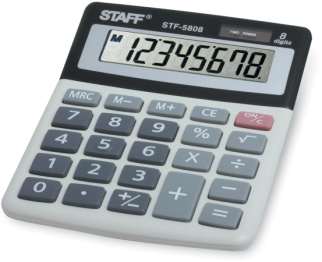 STAFF STF-5808 TWO POWER 8
digits
M 12345678.
MRC M− M+ CE ON/C
7 8 9 % √
4 5 6 X ÷
1 2 3 + −
0 • +/− =